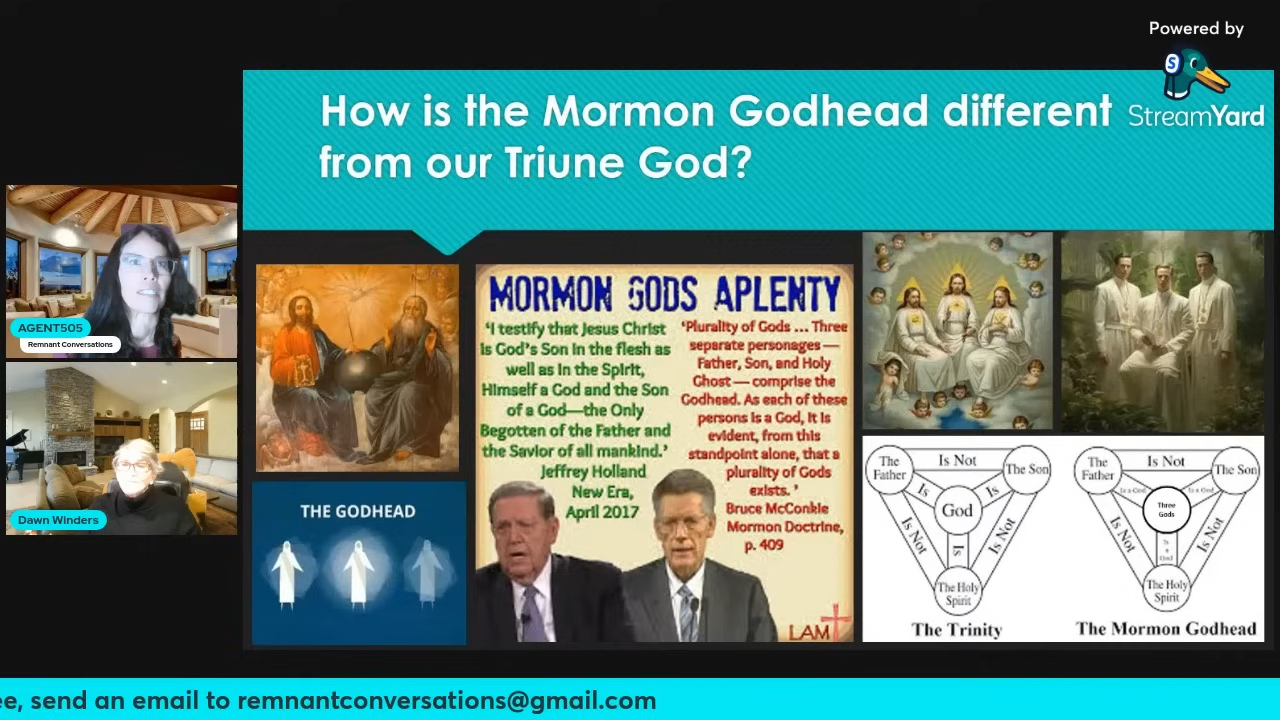 Powered by
StreamYard
How is the Mormon Godhead different
from our Triune God?
AGENT505
Remnant Conversations
Dawn Winders
THE GODHEAD
MORMON GODS APLENTY
'I testify that Jesus Christ
is God's Son in the flesh as
well as in the Spirit,
Himself a God and the Son
of a God—the Only
Begotten of the Father and
the Savior of all mankind.'
Jeffrey Holland
New Era,
April 2017
'Plurality of Gods ... Three
separate personages —
Father, Son, and Holy
Ghost — comprise the
Godhead. As each of these
persons is a God, it is
evident, from this
standpoint alone, that a
plurality of Gods
exists. '
Bruce McConkie
Mormon Doctrine,
p. 409
LAM
The Father
Is Not
The Son
Is
Is
God
Is Not
Is
Is Not
The Holy Spirit
The Trinity
The Father
Is Not
The Son
Is a God
Is a God
Three Gods
Is Not
Is a God
Is Not
The Holy Spirit
The Mormon Godhead
ee, send an email to remnantconversations@gmail.com